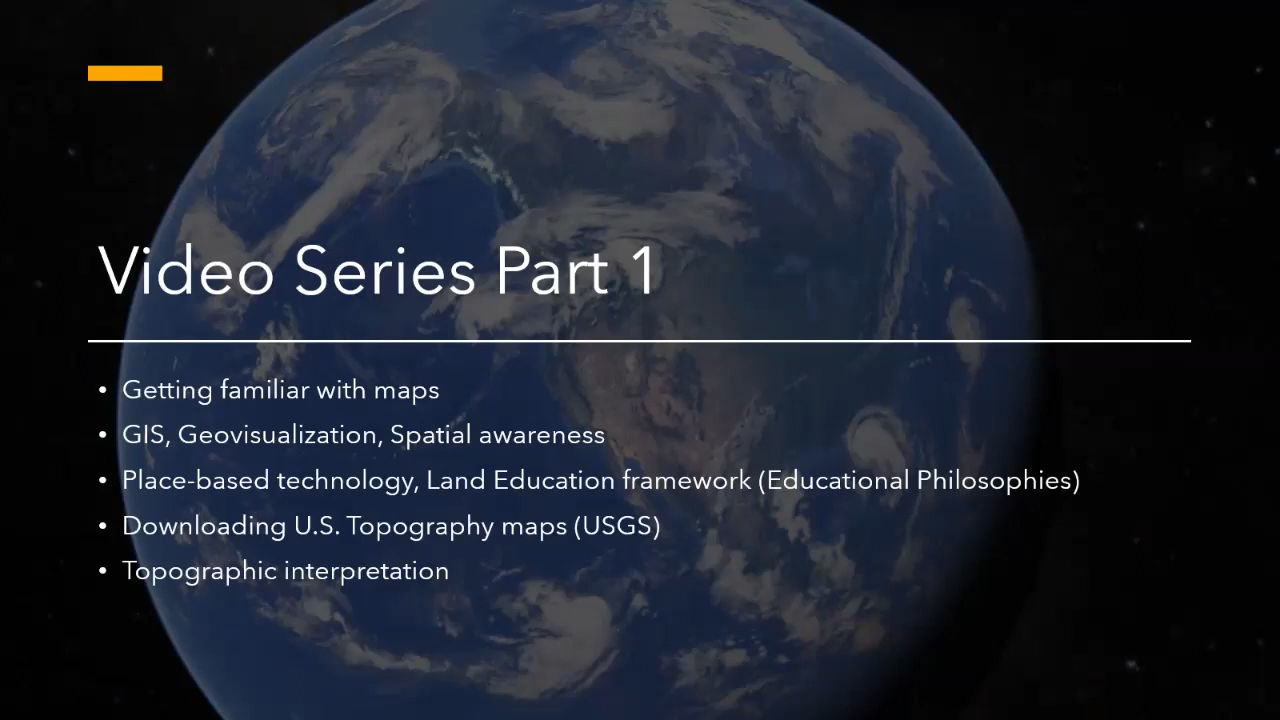 Video Series Part 1
• Getting familiar with maps
• GIS, Geovisualization, Spatial awareness
• Place-based technology, Land Education framework (Educational Philosophies)
• Downloading U.S. Topography maps (USGS)
• Topographic interpretation